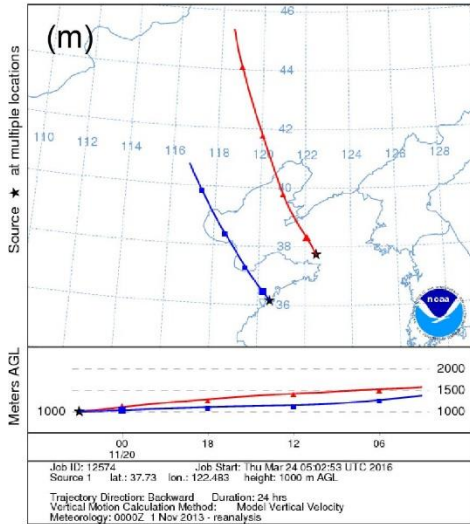 (m)
46
44
42
110
112
114
116
118
120
122
124
126
128
40
38
36
Source ★ at multiple locations
noaa
Meters AGL
2000
1500
1000
1000
00
18
12
06
11/20
Job ID: 12574 Job Start: Thu Mar 24 05:02:53 UTC 2016
Source 1 lat.: 37.73 lon.: 122.483 height: 1000 m AGL
Trajectory Direction: Backward Duration: 24 hrs
Vertical Motion Calculation Method: Model Vertical Velocity
Meteorology: 0000Z 1 Nov 2013 - reanalysis